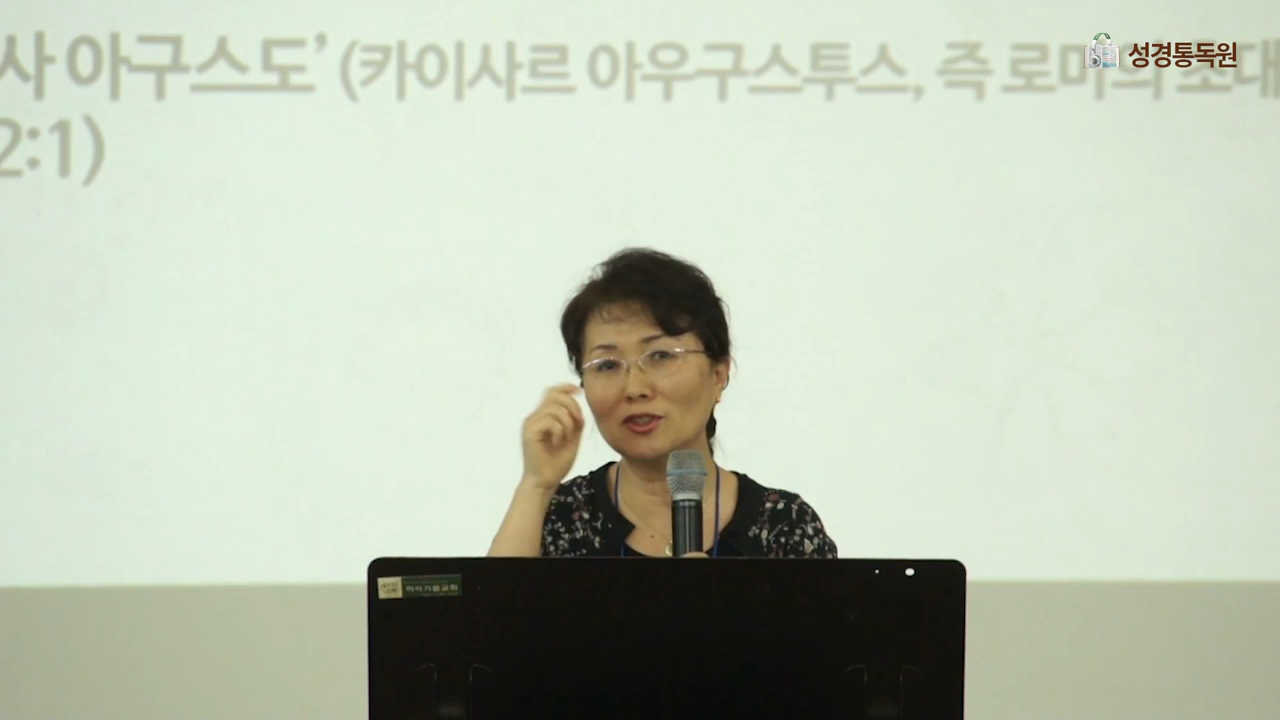 사 아구스도’ (카이사르 아우구스투스, 즉 로마의 초대
2:1)
성경통독원